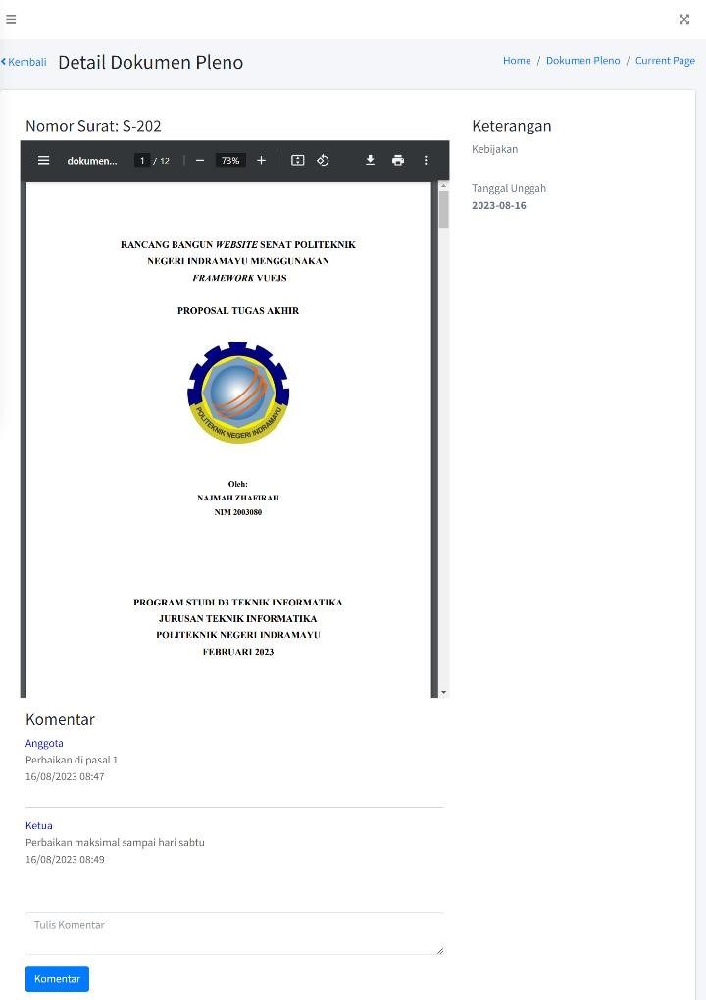 Kembali Detail Dokumen Pleno
Home / Dokumen Pleno / Current Page
Nomor Surat: S-202
dokumen... 1 / 12 73%
RANCANG BANGUN WEBSITE SENAT POLITEKNIK
NEGERI INDRAMAYU MENGGUNAKAN
FRAMEWORK VUEJS
PROPOSAL TUGAS AKHIR
POLITEKNIK NEGERI INDRAMAYU
Oleh:
NAJMAH ZHAFIRAH
NIM 2003080
PROGRAM STUDI D3 TEKNIK INFORMATIKA
JURUSAN TEKNIK INFORMATIKA
POLITEKNIK NEGERI INDRAMAYU
FEBRUARI 2023
Keterangan
Kebijakan
Tanggal Unggah
2023-08-16
Komentar
Anggota
Perbaikan di pasal 1
16/08/2023 08:47
Ketua
Perbaikan maksimal sampai hari sabtu
16/08/2023 08:49
Tulis Komentar
Komentar